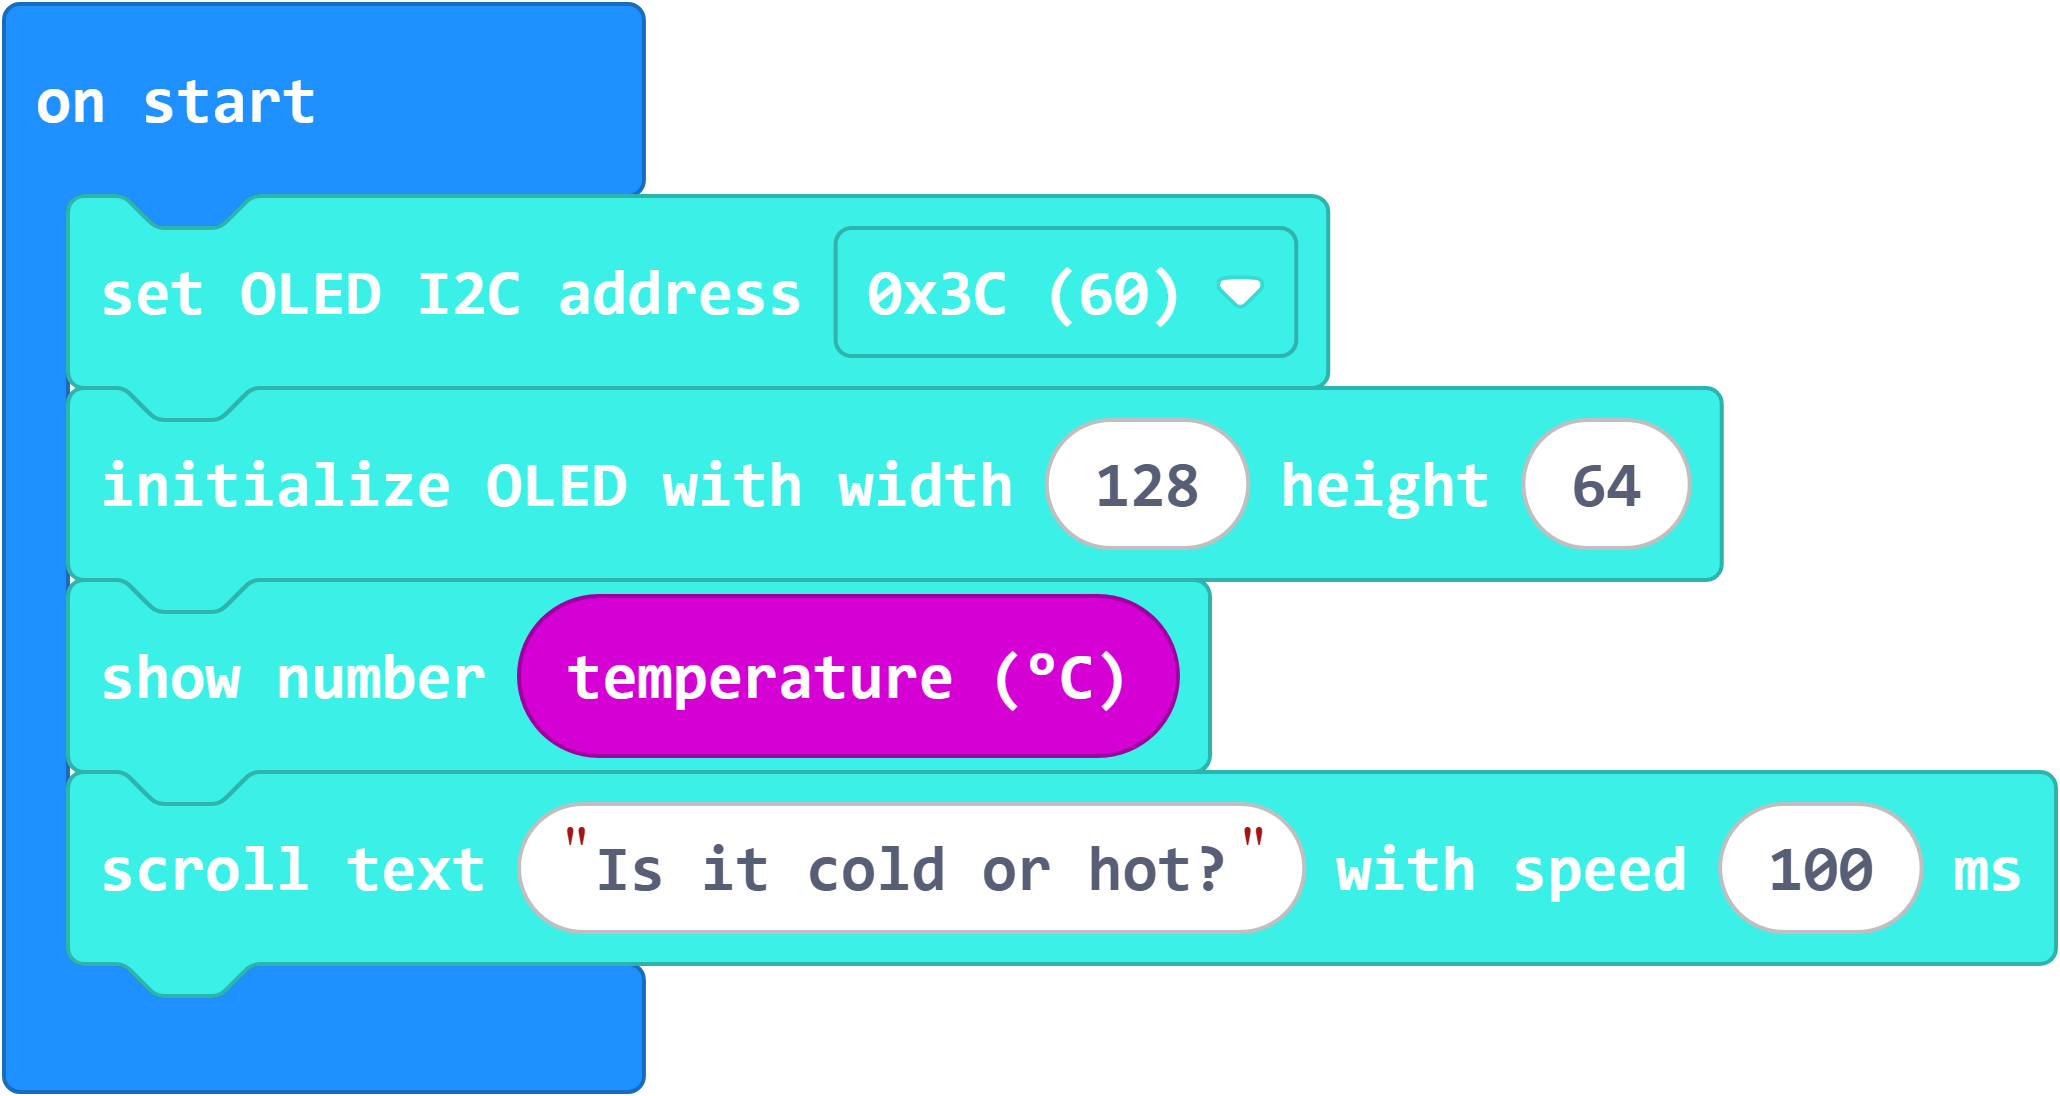 on start
set OLED I2C address 0x3C (60)
initialize OLED with width 128 height 64
show number temperature (°C)
scroll text "Is it cold or hot?" with speed 100 ms